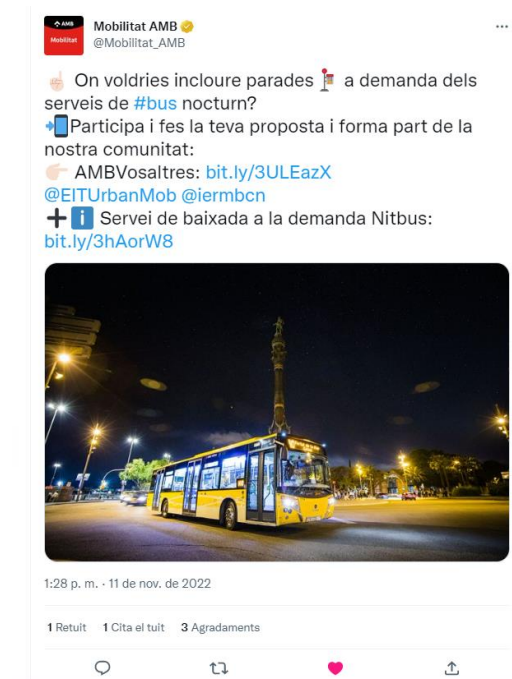 AMB
Mobilitat
Mobilitat AMB
@Mobilitat_AMB
☝🏻 On voldries incloure parades 🚏 a demanda dels
serveis de #bus nocturn?
📲Participa i fes la teva proposta i forma part de la
nostra comunitat:
👉🏻 AMBVosaltres: bit.ly/3ULEazX
@EITUrbanMob @iermbcn
➕ℹ️ Servei de baixada a la demanda Nitbus:
bit.ly/3hAorW8
1:28 p. m. · 11 de nov. de 2022
1 Retuit 1 Cita el tuit 3 Agradaments